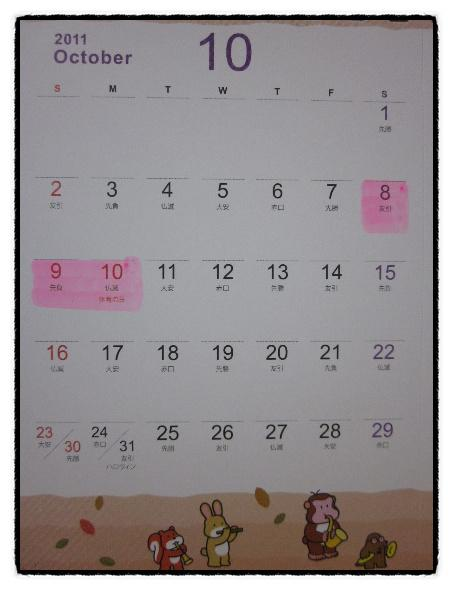 2011
October
10
S M T W T F S
1
先勝
2 3 4 5 6 7 8
友引 先負 仏滅 大安 赤口 先勝 友引
9 10 11 12 13 14 15
先負 仏滅 大安 赤口 先勝 友引 先負
体育の日
16 17 18 19 20 21 22
仏滅 大安 赤口 先勝 友引 先負 仏滅
23 24 25 26 27 28 29
大安 赤口 先勝 友引 仏滅 大安 赤口
30 31
先勝 友引
ハロウィン